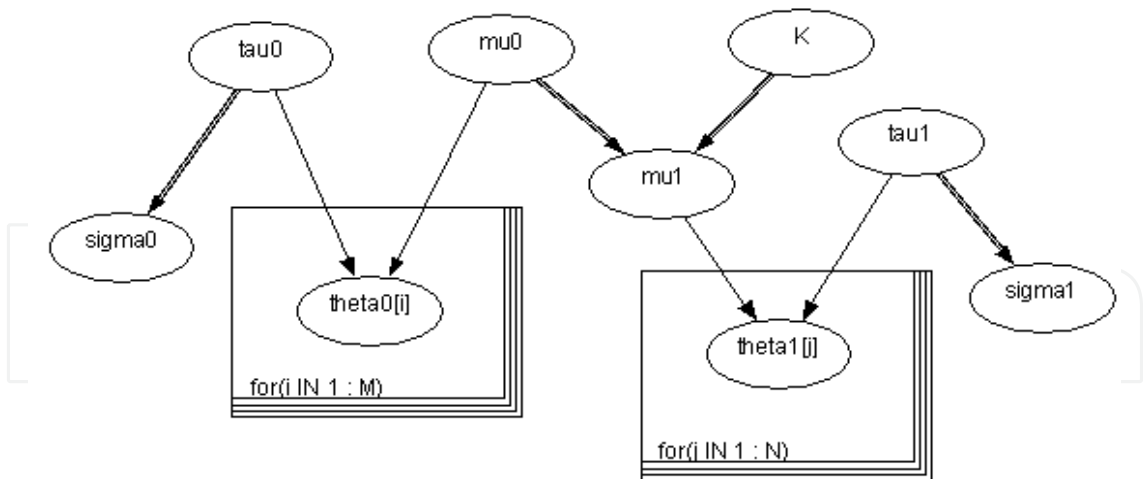 tau0
mu0
K
tau1
mu1
sigma0
theta0[i]
sigma1
theta1[j]
for(i IN 1 : M)
for(j IN 1 : N)